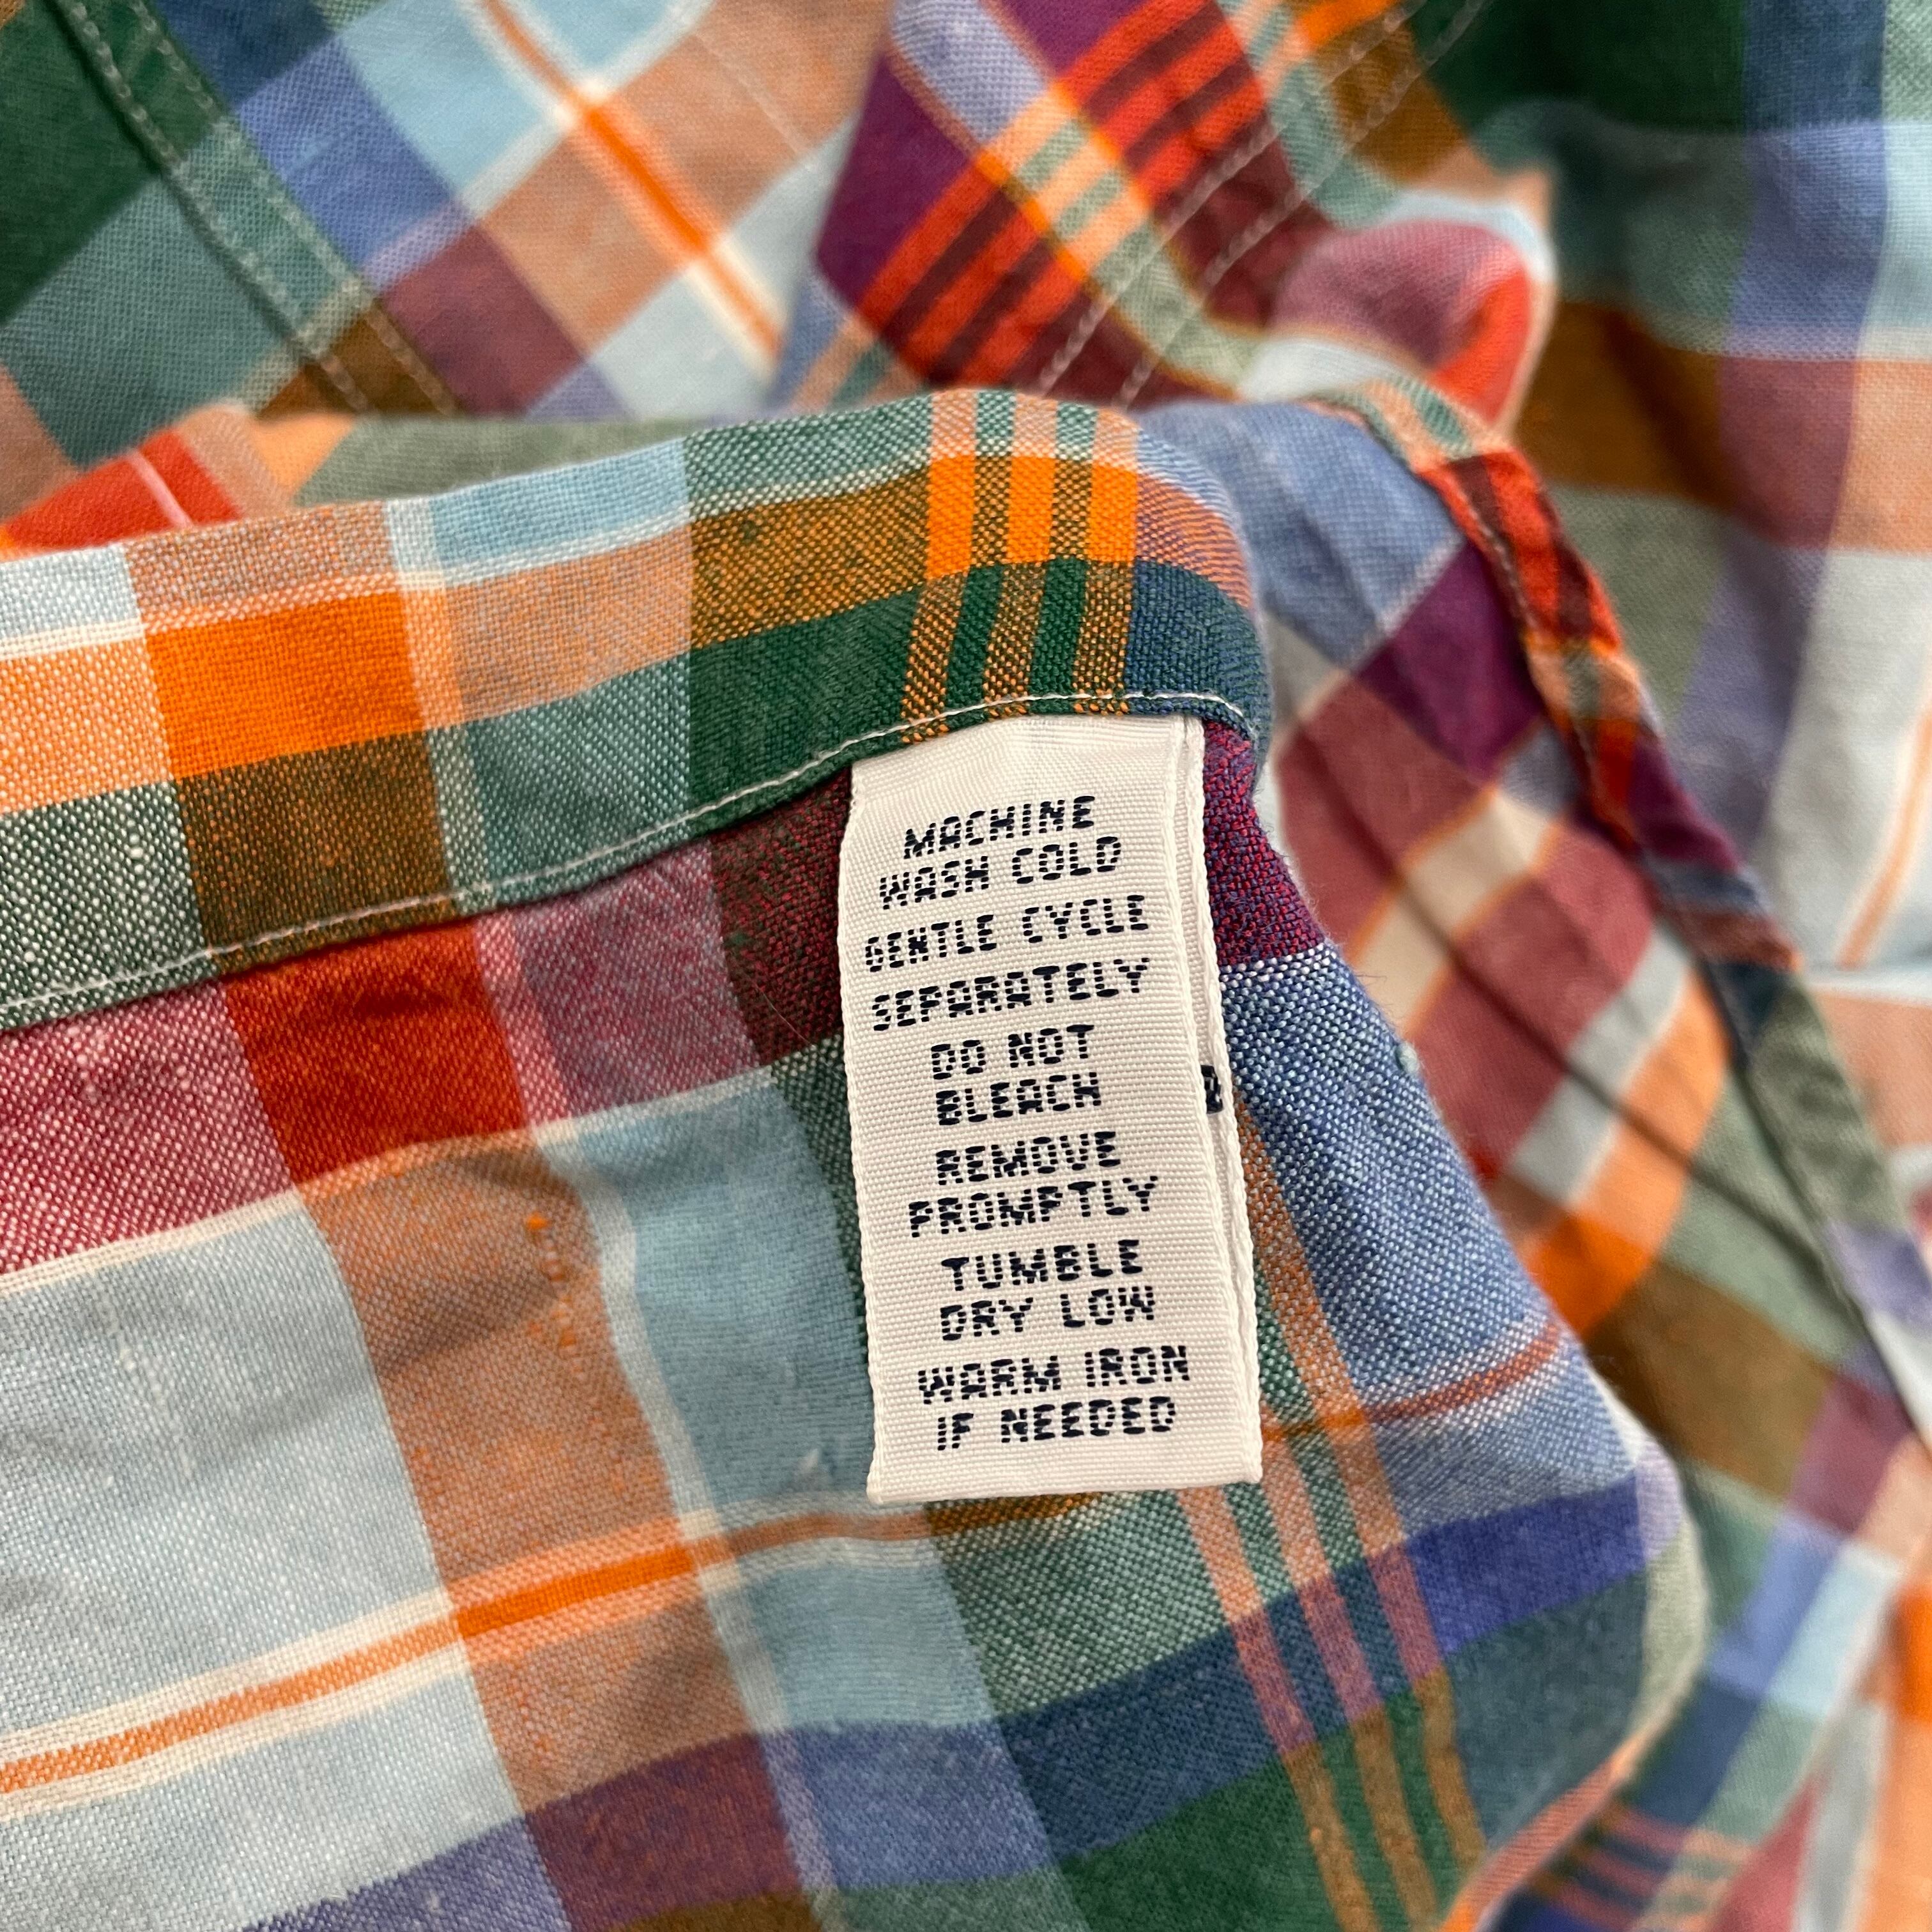 MACHINE
WASH COLD
GENTLE CYCLE
SEPARATELY
DO NOT
BLEACH
REMOVE
PROMPTLY
TUMBLE
DRY LOW
WARM IRON
IF NEEDED